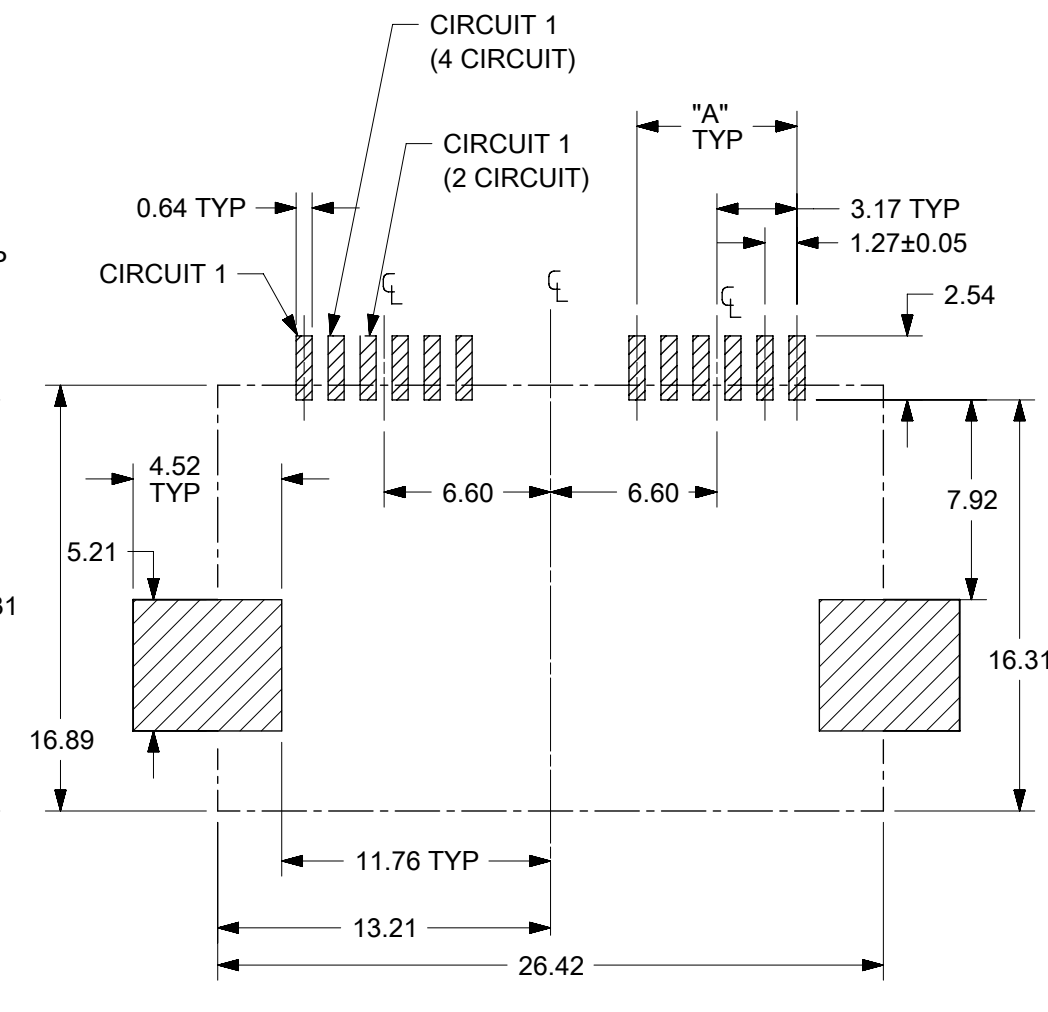 CIRCUIT 1
(4 CIRCUIT)
"A"
TYP
CIRCUIT 1
(2 CIRCUIT)
0.64 TYP
3.17 TYP
1.27±0.05
CIRCUIT 1
2.54
4.52
TYP
6.60
6.60
7.92
5.21
16.31
16.89
11.76 TYP
13.21
26.42